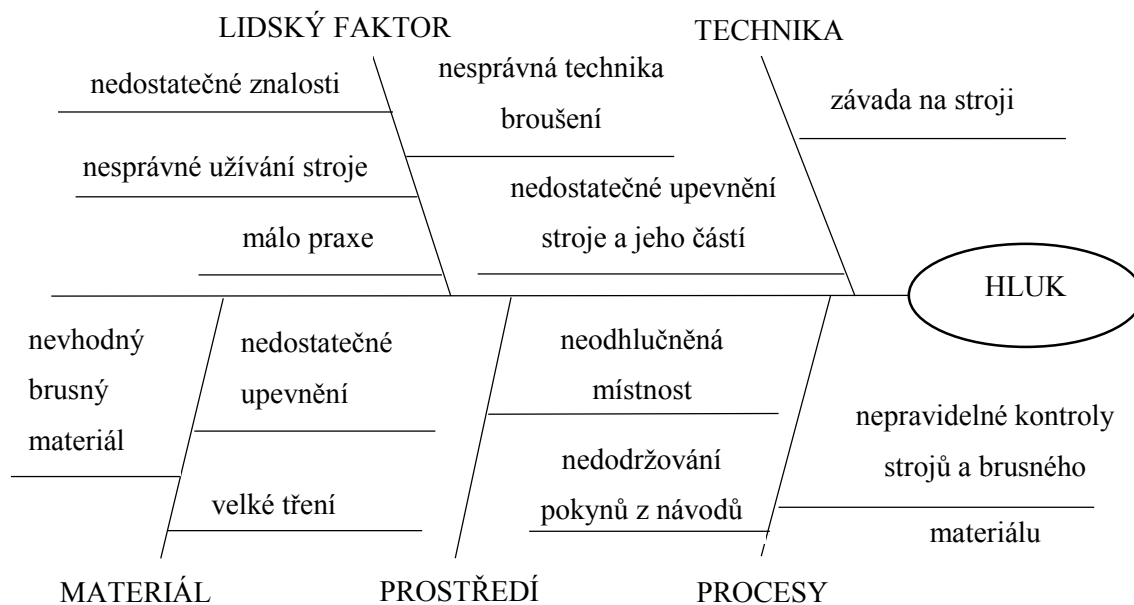 LIDSKÝ FAKTOR
TECHNIKA
nedostatečné znalosti
nesprávná technika
broušení
závada na stroji
nesprávné užívání stroje
nedostatečné upevnění
stroje a jeho částí
málo praxe
HLUK
nevhodný
brusný
materiál
nedostatečné
upevnění
velké tření
neodhlučněná
místnost
nedodržování
pokynů z návodů
nepravidelné kontroly
strojů a brusného
materiálu
MATERIÁL
PROSTŘEDÍ
PROCESY